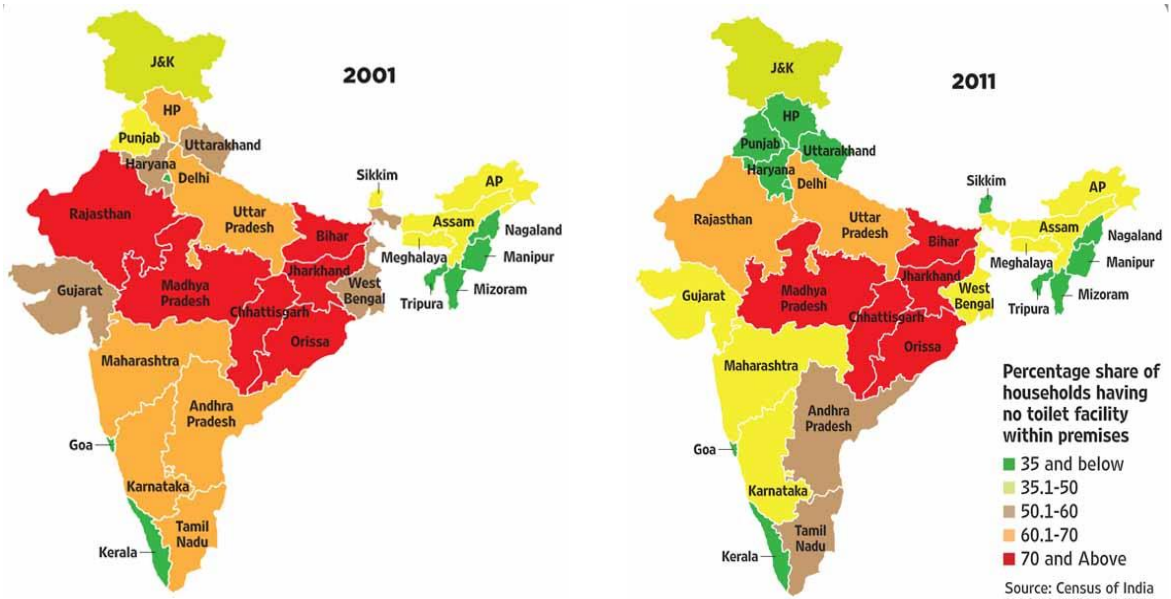 2001
J&K
HP
Punjab
Uttarakhand
Haryana
Delhi
Sikkim
AP
Rajasthan
Uttar
Pradesh
Assam
Nagaland
Bihar
Meghalaya
Manipur
Jharkhand
Gujarat
Madhya
Pradesh
West
Bengal
Tripura
Mizoram
Chhattisgarh
Orissa
Maharashtra
Andhra
Pradesh
Goa
Karnataka
Tamil
Nadu
Kerala
2011
J&K
HP
Punjab
Uttarakhand
Haryana
Delhi
Sikkim
AP
Rajasthan
Uttar
Pradesh
Assam
Nagaland
Bihar
Meghalaya
Manipur
Jharkhand
Gujarat
Madhya
Pradesh
West
Bengal
Tripura
Mizoram
Chhattisgarh
Orissa
Maharashtra
Andhra
Pradesh
Goa
Karnataka
Tamil
Nadu
Kerala
Percentage share of
households having
no toilet facility
within premises
35 and below
35.1-50
50.1-60
60.1-70
70 and Above
Source: Census of India